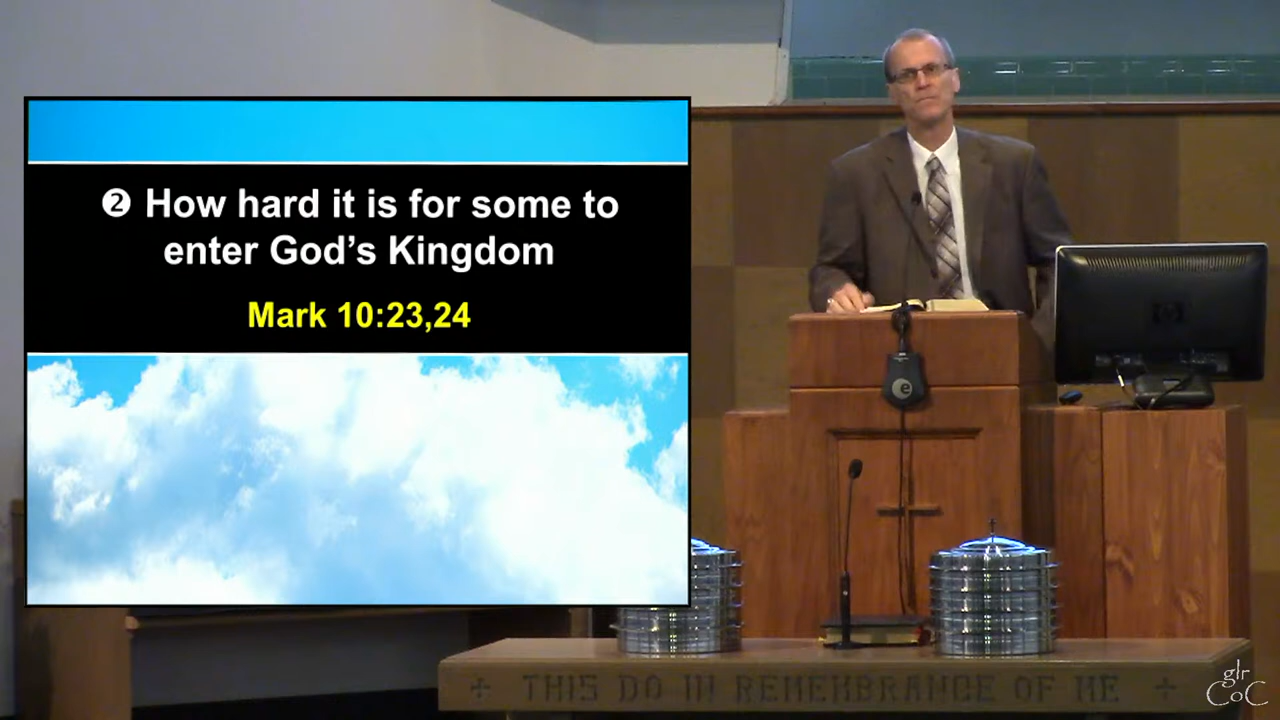 ❷ How hard it is for some to
enter God’s Kingdom
Mark 10:23,24
hp
e
THIS DO IN REMEMBRANCE OF ME
glr
CoC